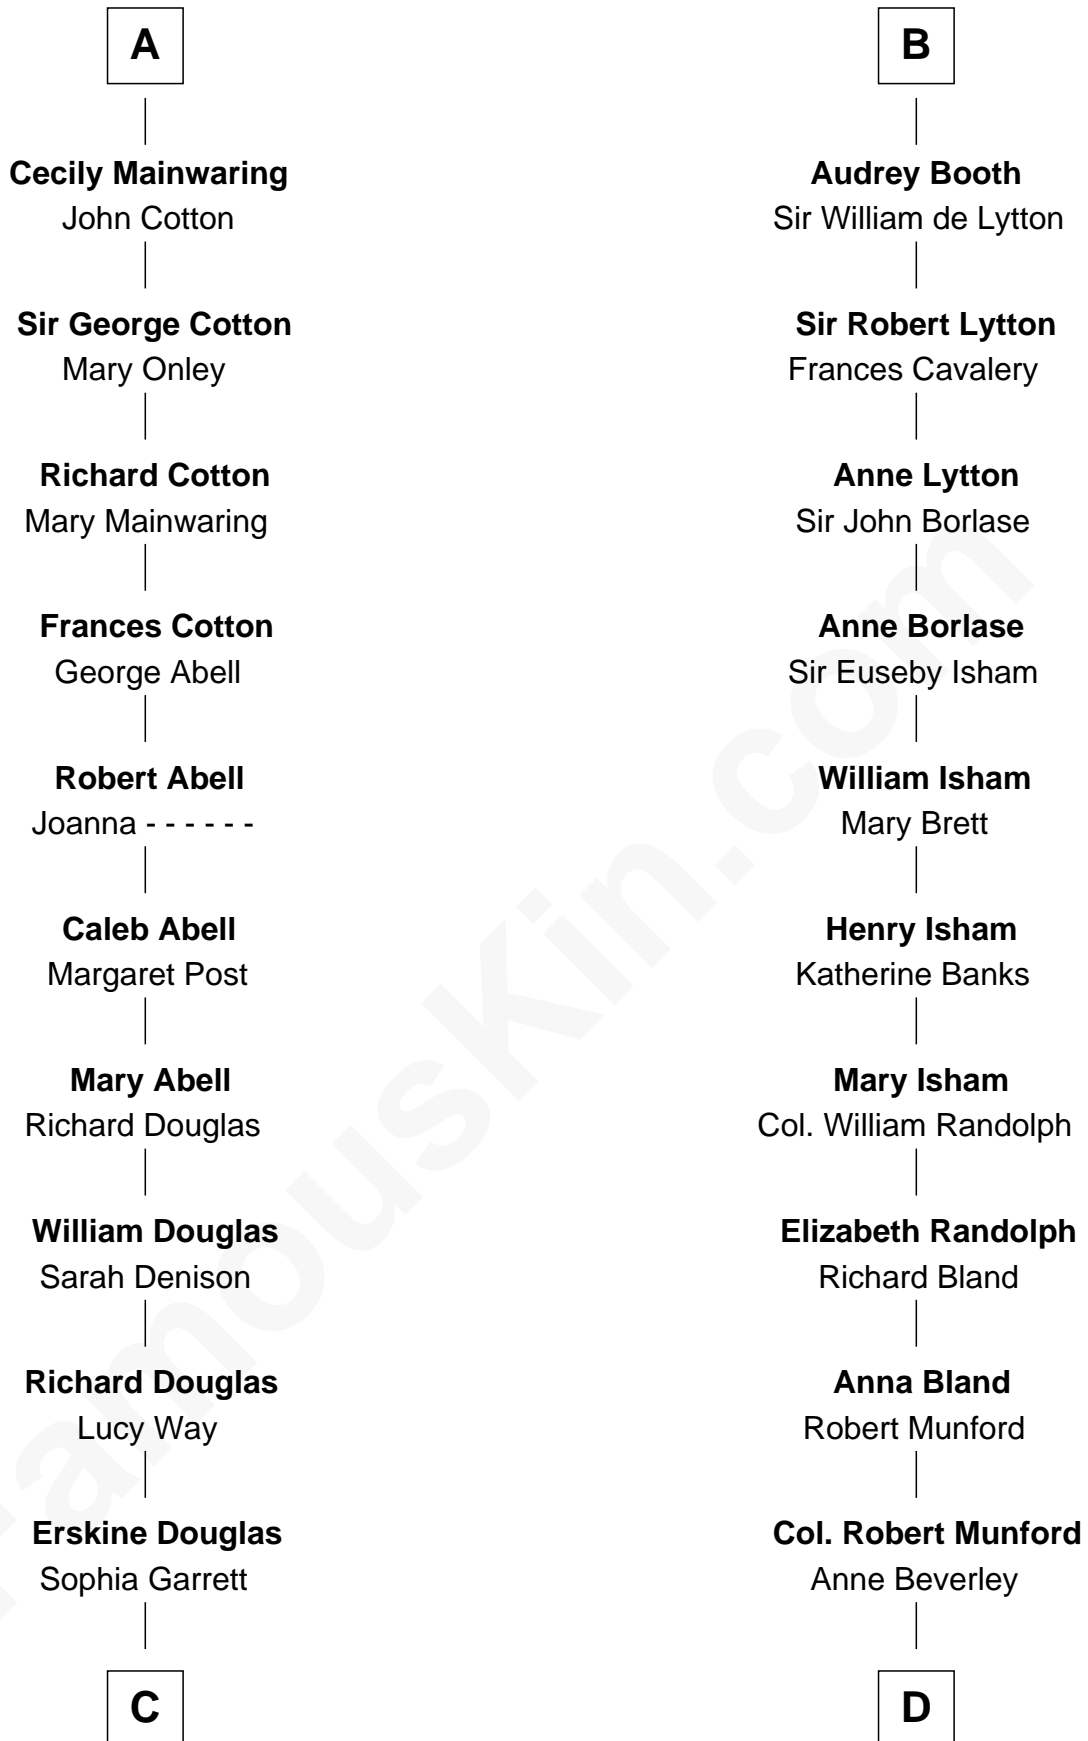 A
Cecily Mainwaring
John Cotton
Sir George Cotton
Mary Onley
Richard Cotton
Mary Mainwaring
Frances Cotton
George Abell
Robert Abell
Joanna - - - - - -
Caleb Abell
Margaret Post
Mary Abell
Richard Douglas
William Douglas
Sarah Denison
Richard Douglas
Lucy Way
Erskine Douglas
Sophia Garrett
C
B
Audrey Booth
Sir William de Lytton
Sir Robert Lytton
Frances Cavalery
Anne Lytton
Sir John Borlase
Anne Borlase
Sir Euseby Isham
William Isham
Mary Brett
Henry Isham
Katherine Banks
Mary Isham
Col. William Randolph
Elizabeth Randolph
Richard Bland
Anna Bland
Robert Munford
Col. Robert Munford
Anne Beverley
D
FamousKin.com